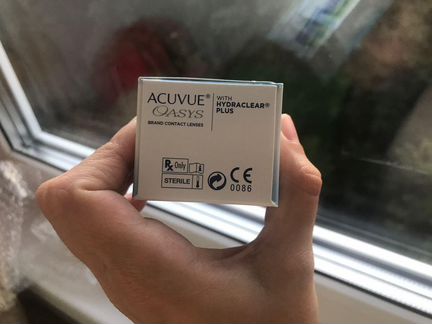 ACUVUE®
OASYS
BRAND CONTACT LENSES
WITH
HYDRACLEAR®
PLUS
Rx Only
STERILE
CE
0086